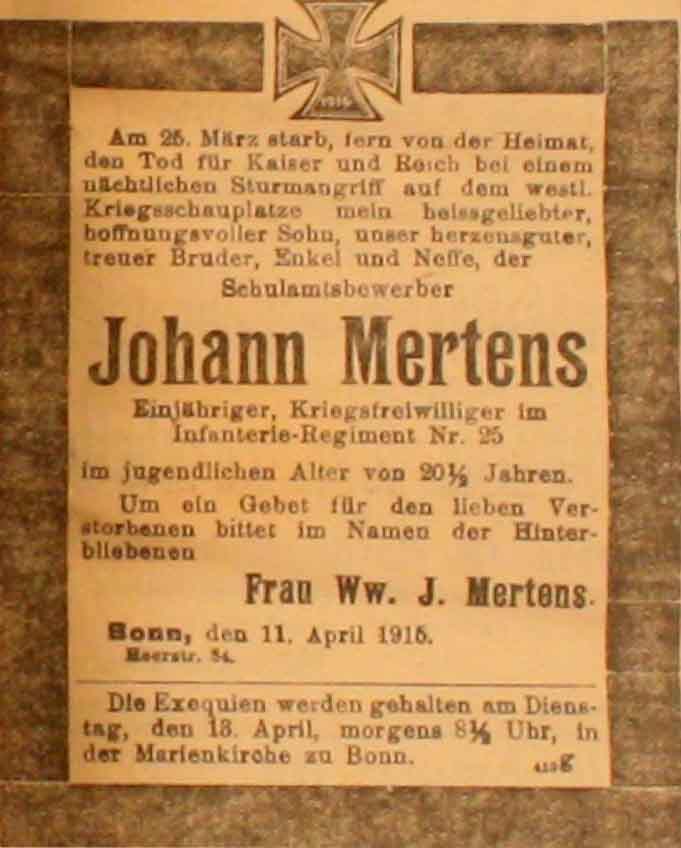 1915
Am 25. März starb, fern von der Heimat,
den Tod für Kaiser und Reich bei einem
nächtlichen Sturmangriff auf dem westl.
Kriegsschauplatze mein heissgeliebter,
hoffnungsvoller Sohn, unser herzensguter,
treuer Bruder, Enkel und Neffe, der
Schulamtsbewerber
Johann Mertens
Einjähriger, Kriegsfreiwilliger im
Infanterie-Regiment Nr. 25
im jugendlichen Alter von 20½ Jahren.
Um ein Gebet für den lieben Ver-
storbenen bittet im Namen der Hinter-
bliebenen
Frau Ww. J. Mertens.
Bonn, den 11. April 1915.
Heerstr.
Die Exequien werden gehalten am Diens-
tag, den 13. April, morgens 8½ Uhr, in
der Marienkirche zu Bonn.
g